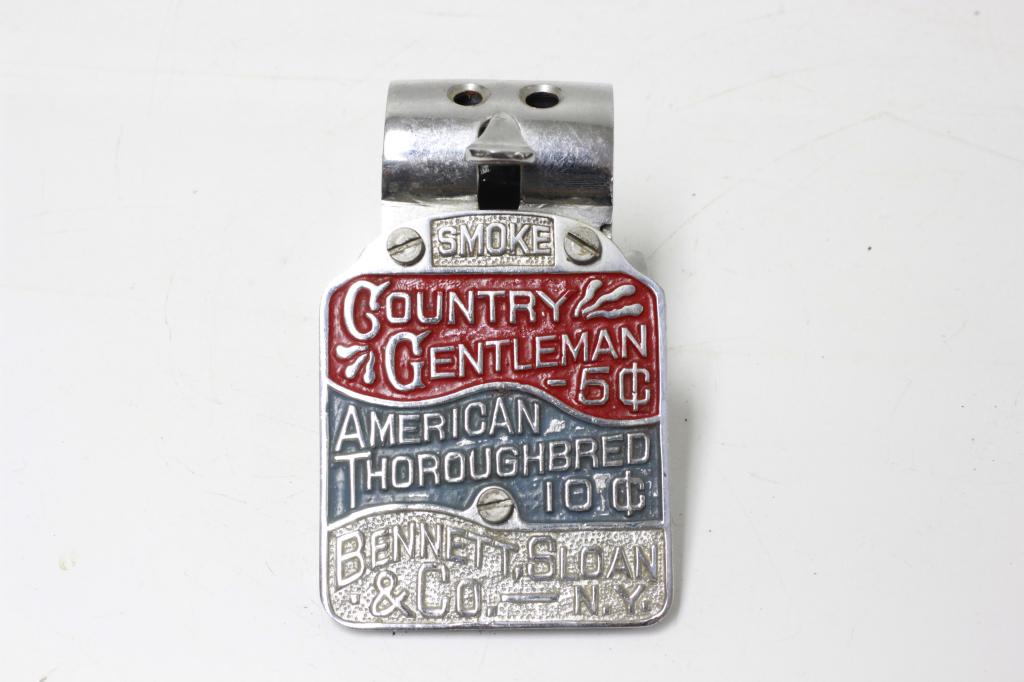 SMOKE
COUNTRY
GENTLEMAN
-5¢
AMERICAN
THOROUGHBRED
10¢
BENNETT, SLOAN
& CO. — N.Y.